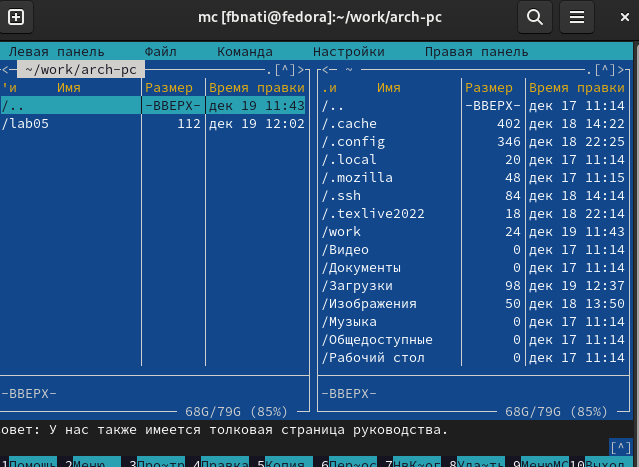 mc [fbnati@fedora]:~/work/arch-pc
Левая панель Файл Команда Настройки Правая панель
<─ ~/work/arch-pc ─.[^]>
'и Имя Размер Время правки
/.. -ВВЕРХ- дек 19 11:43
/lab05 112 дек 19 12:02
-ВВЕРХ-
68G/79G (85%)
<─ ~ ─.[^]>
.и Имя Размер Время правки
/.. -ВВЕРХ- дек 17 11:14
/.cache 402 дек 18 14:22
/.config 346 дек 18 22:25
/.local 20 дек 17 11:14
/.mozilla 48 дек 17 11:15
/.ssh 84 дек 18 14:14
/.texlive2022 18 дек 18 22:14
/work 24 дек 19 11:43
/Видео 0 дек 17 11:14
/Документы 0 дек 17 11:14
/Загрузки 98 дек 19 12:37
/Изображения 50 дек 18 13:50
/Музыка 0 дек 17 11:14
/Общедоступные 0 дек 17 11:14
/Рабочий стол 0 дек 17 11:14
-ВВЕРХ-
68G/79G (85%)
овет: У нас также имеется толковая страница руководства.
[^]
1Помощь 2Меню 3Про~тр 4Правка 5Копия 6Пер~ос 7НвК~ог 8Уда~ть 9МенюМС 10Выход